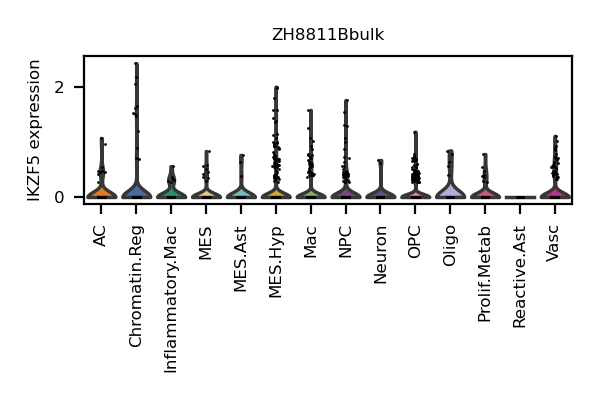 ZH8811Bbulk
IKZF5 expression
2
0
AC
Chromatin.Reg
Inflammatory.Mac
MES
MES.Ast
MES.Hyp
Mac
NPC
Neuron
OPC
Oligo
Prolif.Metab
Reactive.Ast
Vasc